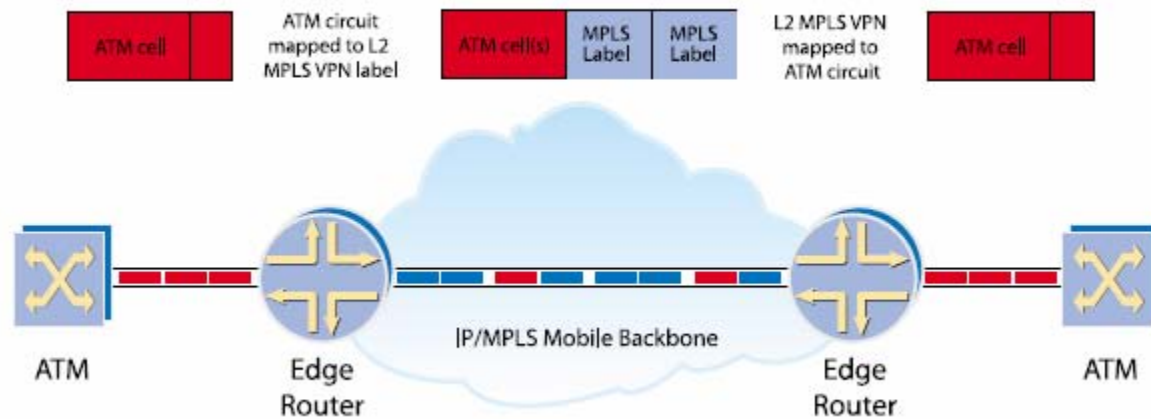 ATM cell
ATM circuit
mapped to L2
MPLS VPN label
ATM cell(s)
MPLS
Label
MPLS
Label
L2 MPLS VPN
mapped to
ATM circuit
ATM cell
IP/MPLS Mobile Backbone
ATM
Edge
Router
Edge
Router
ATM